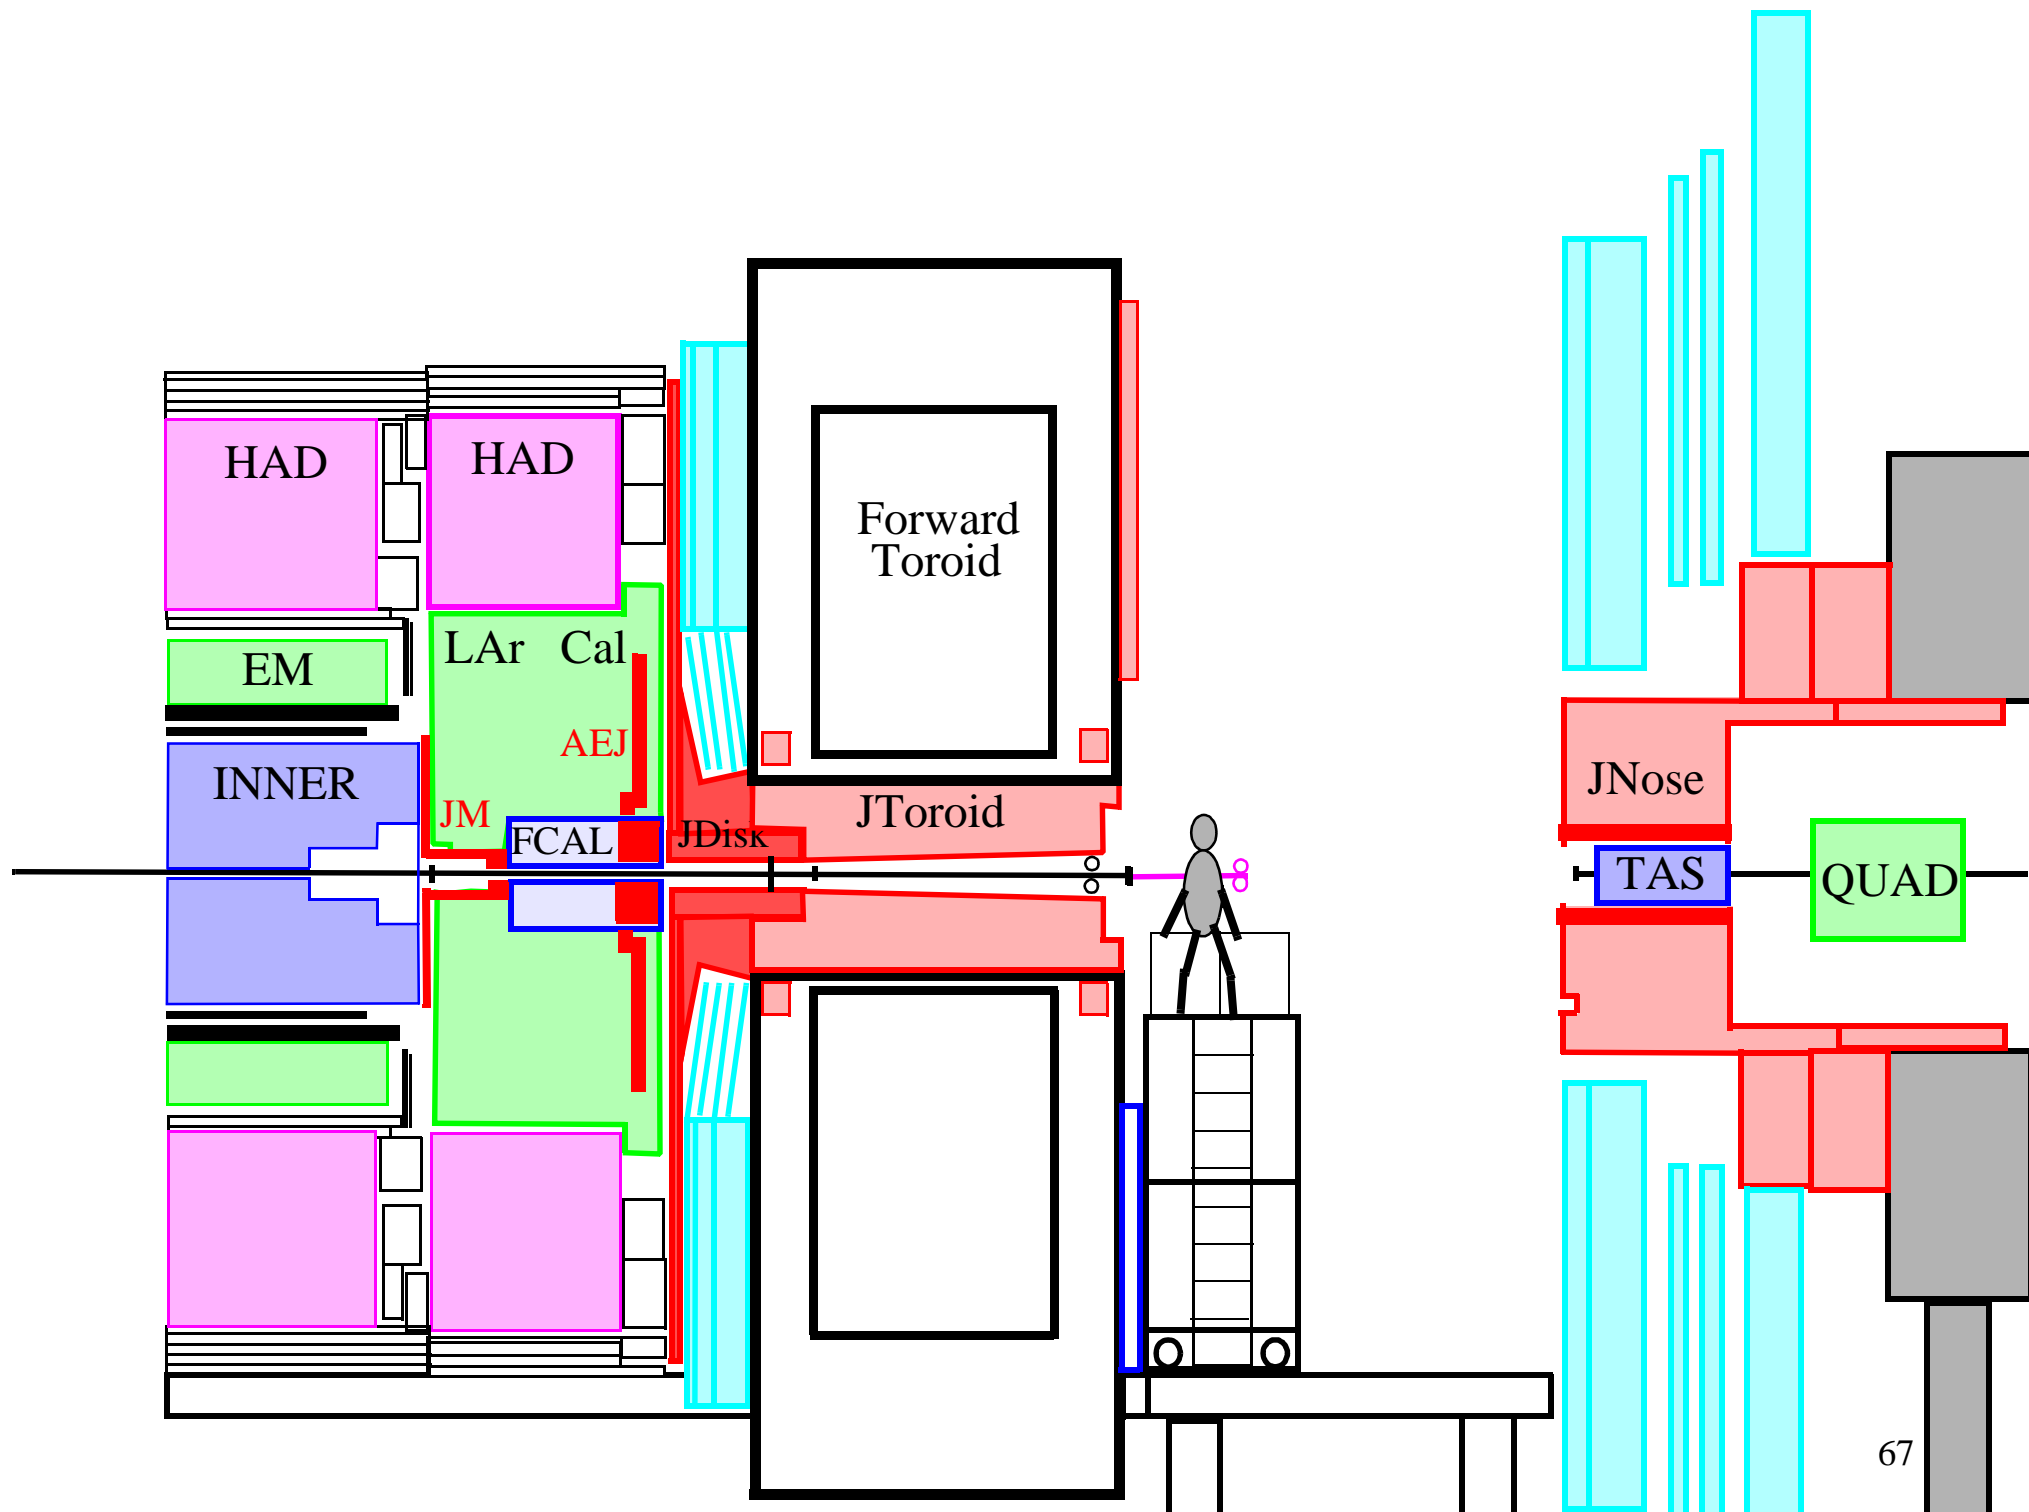 HAD
HAD
Forward
Toroid
LAr Cal
EM
AEJ
INNER
JM
FCAL
JDisk
JToroid
JNose
TAS
QUAD
67